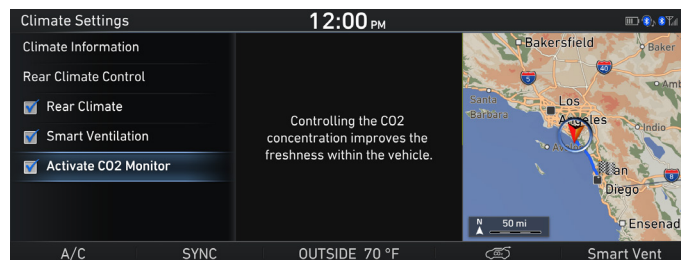 Climate Settings
12:00 PM
Climate Information
Rear Climate Control
Rear Climate
Smart Ventilation
Activate CO2 Monitor
Controlling the CO2
concentration improves the
freshness within the vehicle.
Bakersfield
Baker
40
5
Santa
Barbara
Los
Angeles
Indio
San
Diego
8
Ensenad
N
50 mi
A/C
SYNC
OUTSIDE 70 °F
Smart Vent